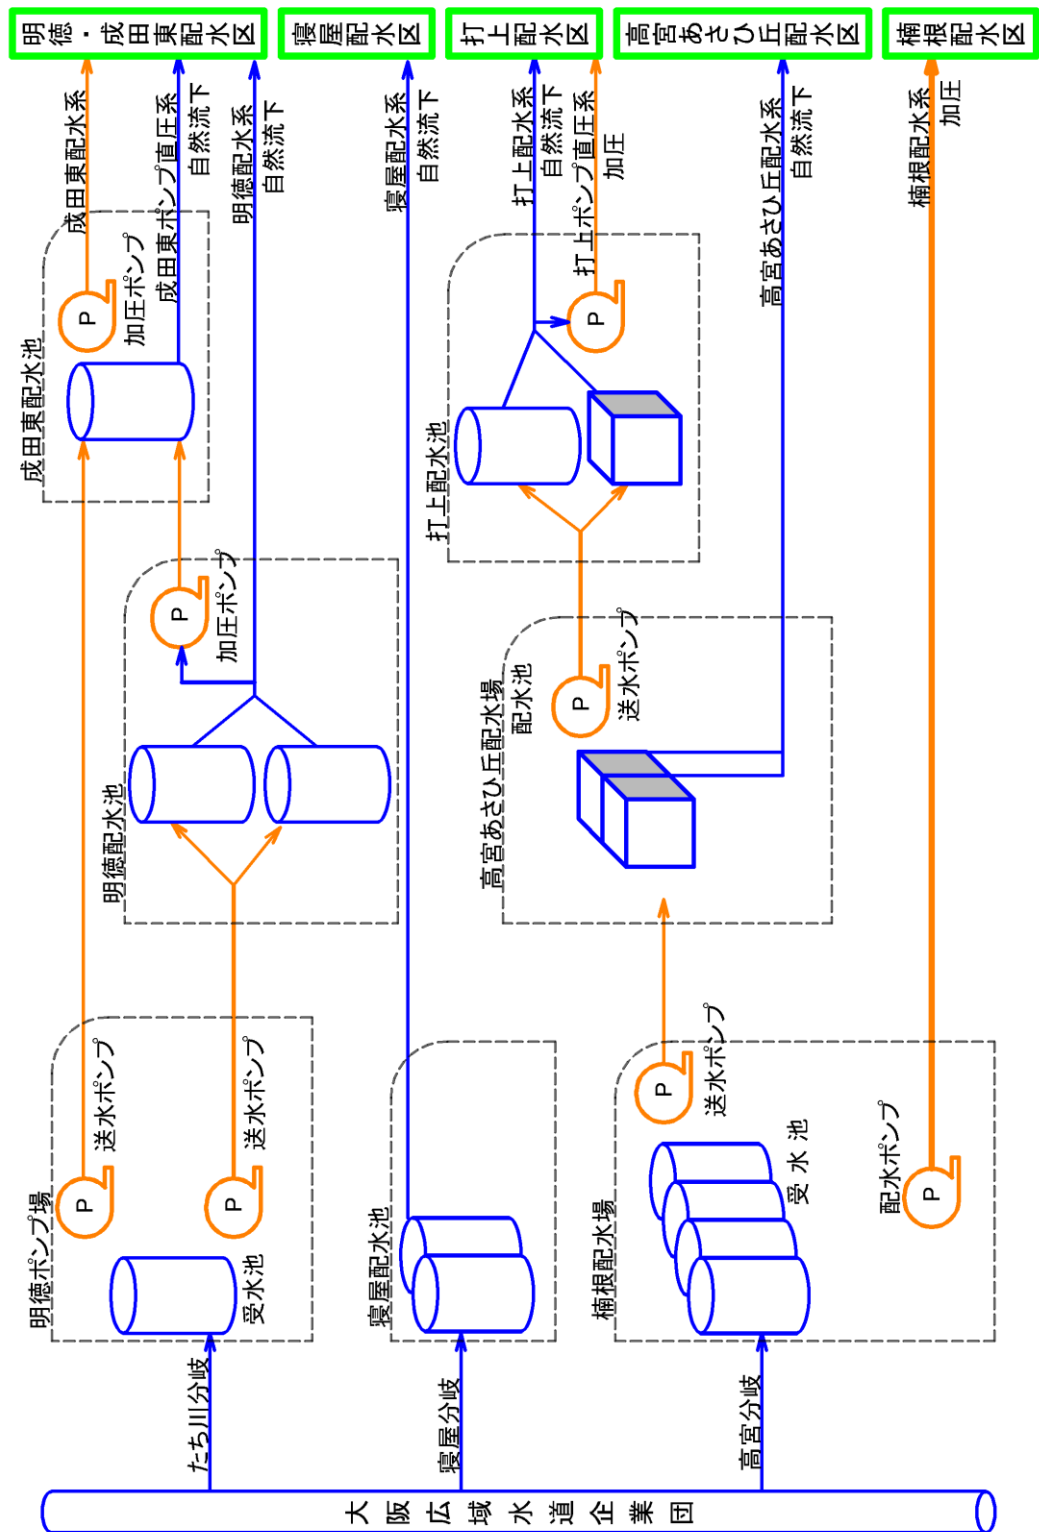 明徳・成田東配水区
寝屋配水区
打上配水区
高宮あさひ丘配水区
楠根配水区
成田東配水系
成田東ポンプ直圧系
自然流下
明徳配水系
自然流下
寝屋配水系
自然流下
打上配水系
自然流下
打上ポンプ直圧系
加圧
高宮あさひ丘配水系
自然流下
楠根配水系
加圧
成田東配水池
P
加圧ポンプ
打上配水池
P
明徳配水池
P
加圧ポンプ
高宮あさひ丘配水場
配水池
P
送水ポンプ
明徳ポンプ場
P
送水ポンプ
P
送水ポンプ
受水池
寝屋配水池
楠根配水場
P
送水ポンプ
受水池
配水ポンプ
P
たち川分岐
寝屋分岐
高宮分岐
大阪広域水道企業団